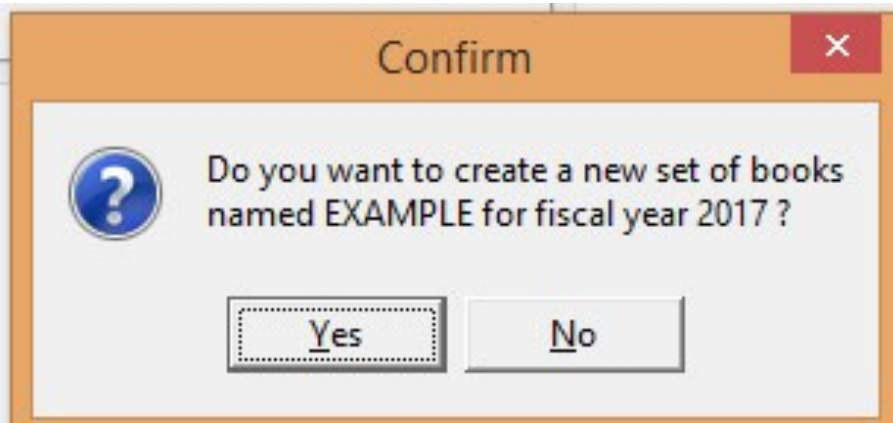 Confirm
Do you want to create a new set of books
named EXAMPLE for fiscal year 2017 ?
Yes
No